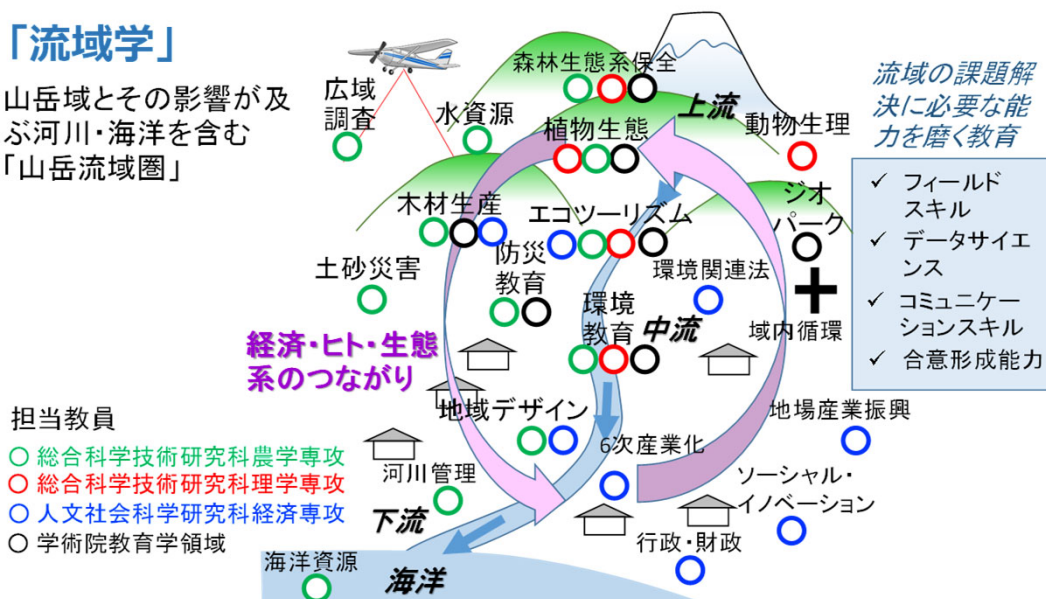 「流域学」
山岳域とその影響が及
ぶ河川・海洋を含む
「山岳流域圏」
広域
調査
水資源
森林生態系保全
上流
植物生態
動物生理
流域の課題解
決に必要な能
力を磨く教育
✓ フィールド
スキル
✓ データサイエ
ンス
✓ コミュニケー
ションスキル
✓ 合意形成能力
木材生産
エコツーリズム
ジオ
パーク
土砂災害
防災
教育
環境関連法
+
域内循環
環境
教育
中流
経済・ヒト・生態
系のつながり
地域デザイン
6次産業化
地場産業振興
ソーシャル・
イノベーション
河川管理
下流
行政・財政
海洋資源
海洋
担当教員
○ 総合科学技術研究科農学専攻
○ 総合科学技術研究科理学専攻
○ 人文社会科学研究科経済専攻
○ 学術院教育学領域